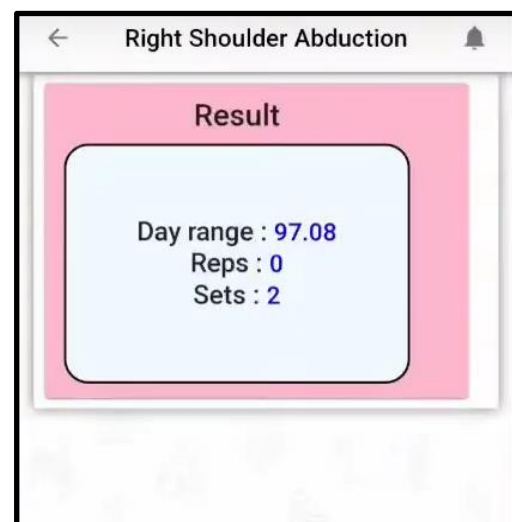 Right Shoulder Abduction
Result
Day range : 97.08
Reps : 0
Sets : 2